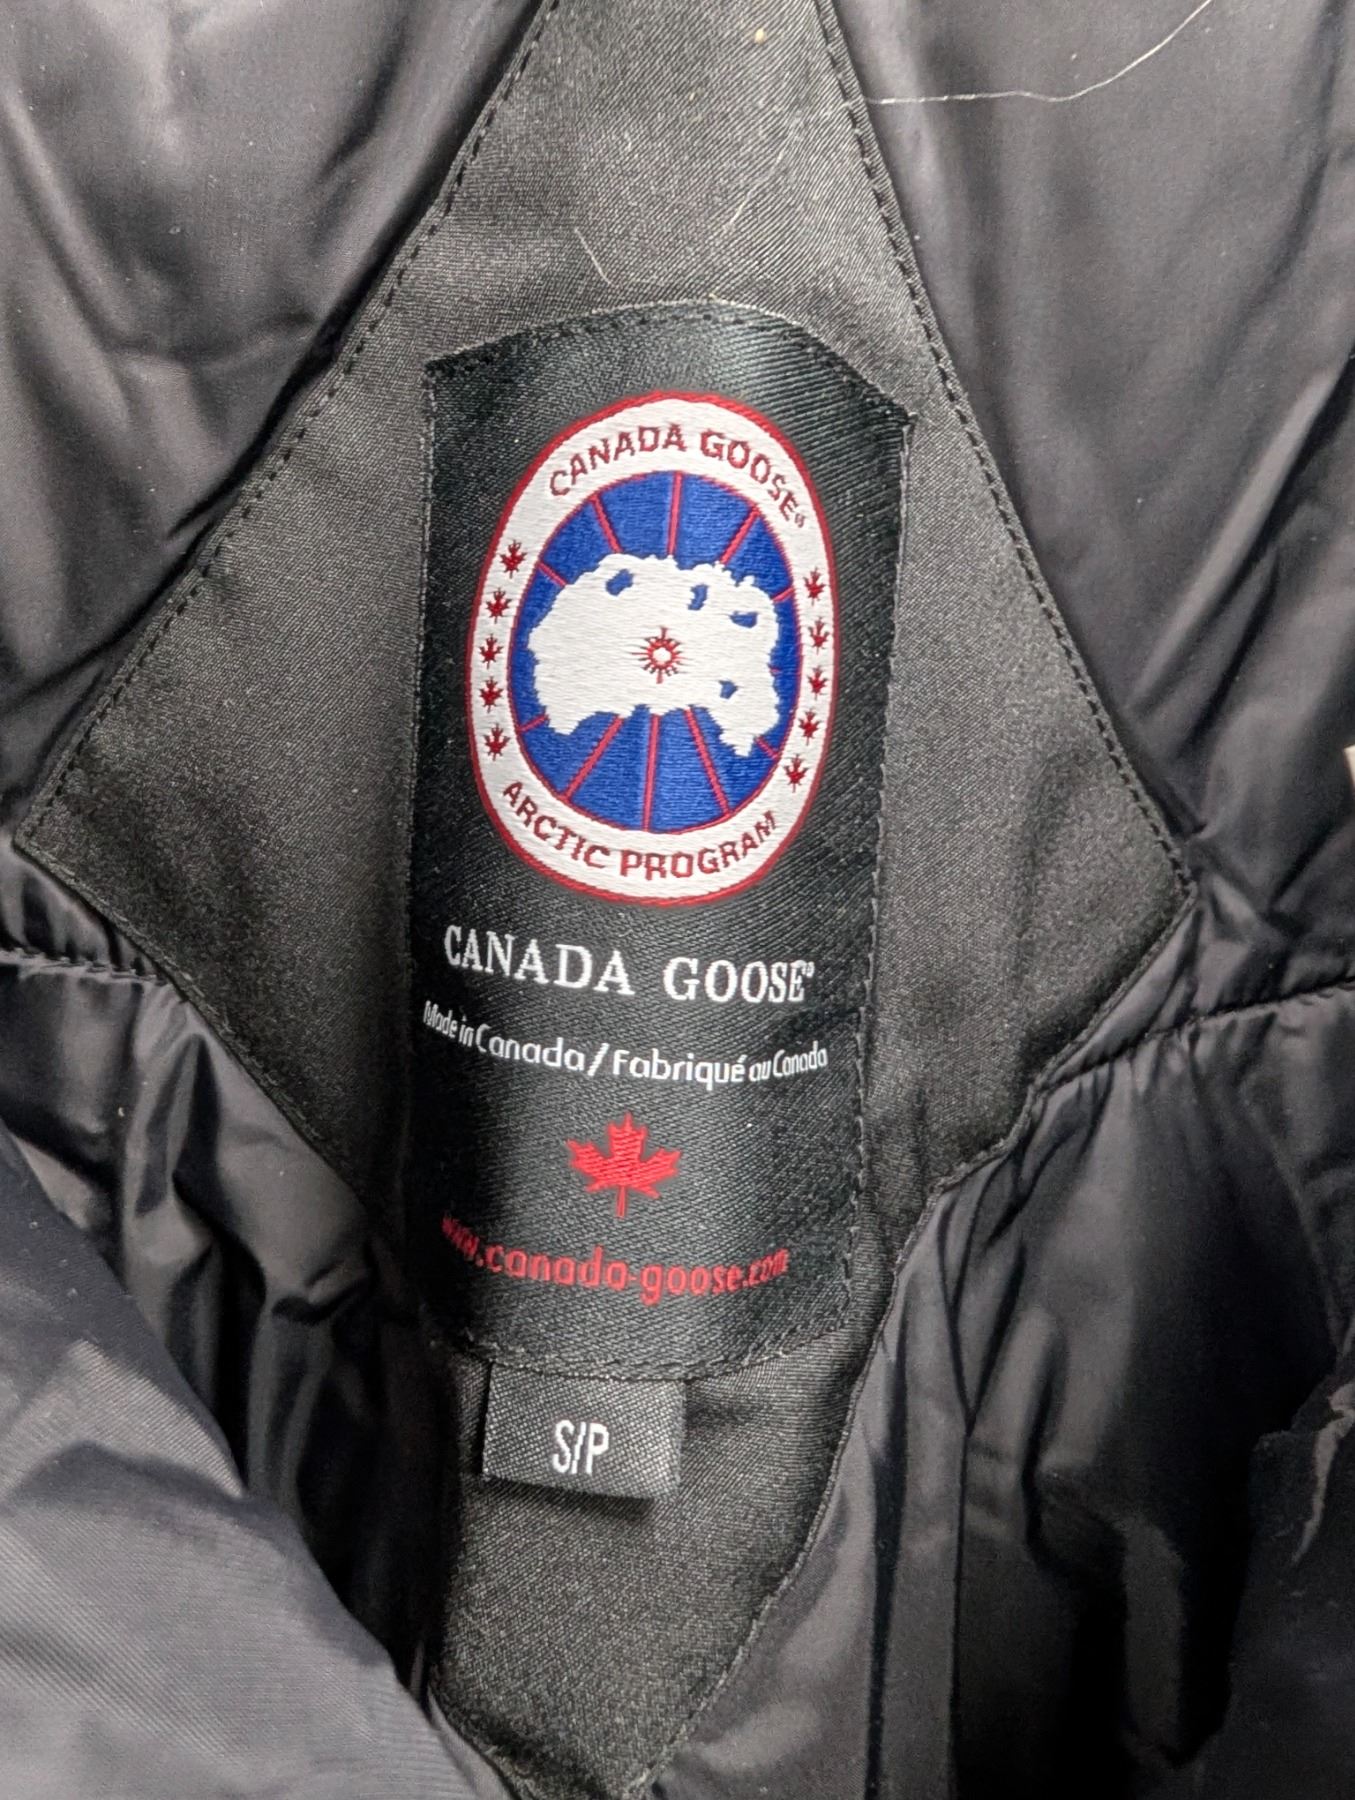 CANADA GOOSE®
ARCTIC PROGRAM
CANADA GOOSE®
Made in Canada / Fabriqué au Canada
www.canada-goose.com
S/P